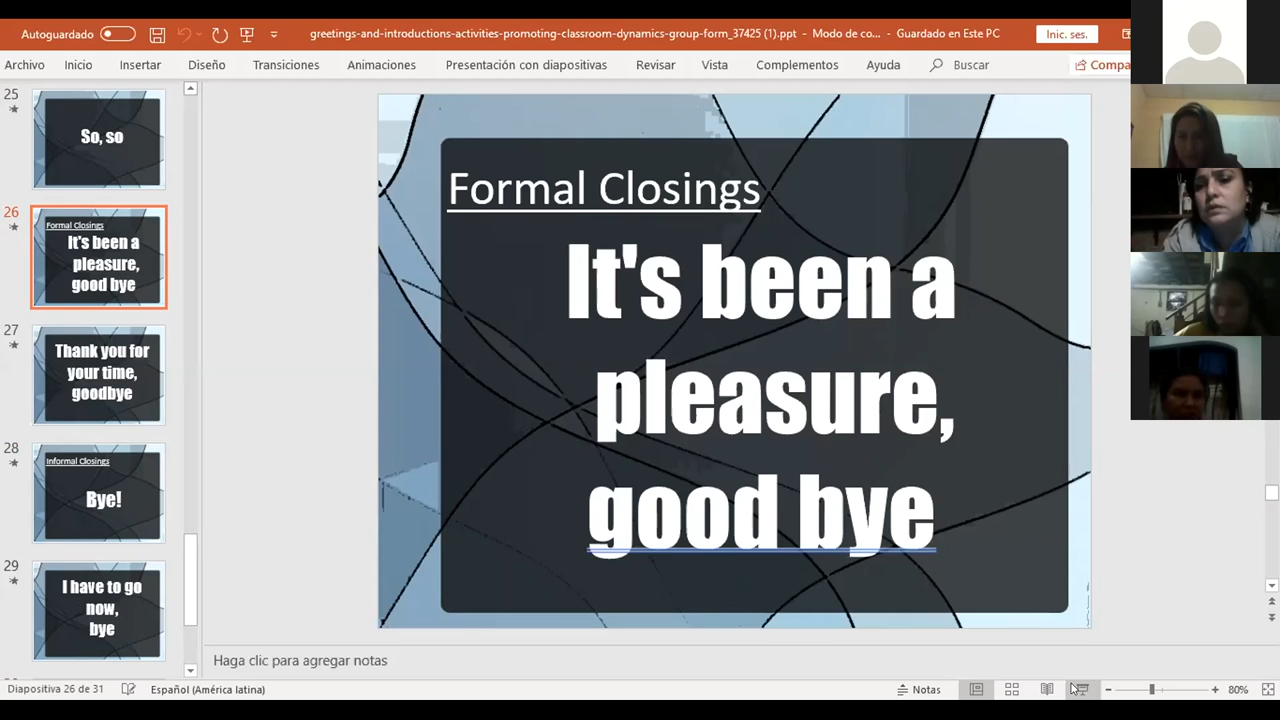 Autoguardado
greetings-and-introductions-activities-promoting-classroom-dynamics-group-form_37425 (1).ppt - Modo de co... - Guardado en Este PC
Inic. ses.
Archivo Inicio Insertar Diseño Transiciones Animaciones Presentación con diapositivas Revisar Vista Complementos Ayuda Buscar Compa
25
So, so
26
Formal Closings
It's been a
pleasure,
good bye
27
Thank you for
your time,
goodbye
28
Informal Closings
Bye!
29
I have to go
now,
bye
Formal Closings
It's been a
pleasure,
good bye
Haga clic para agregar notas
Diapositiva 26 de 31 Español (América latina) Notas 80%